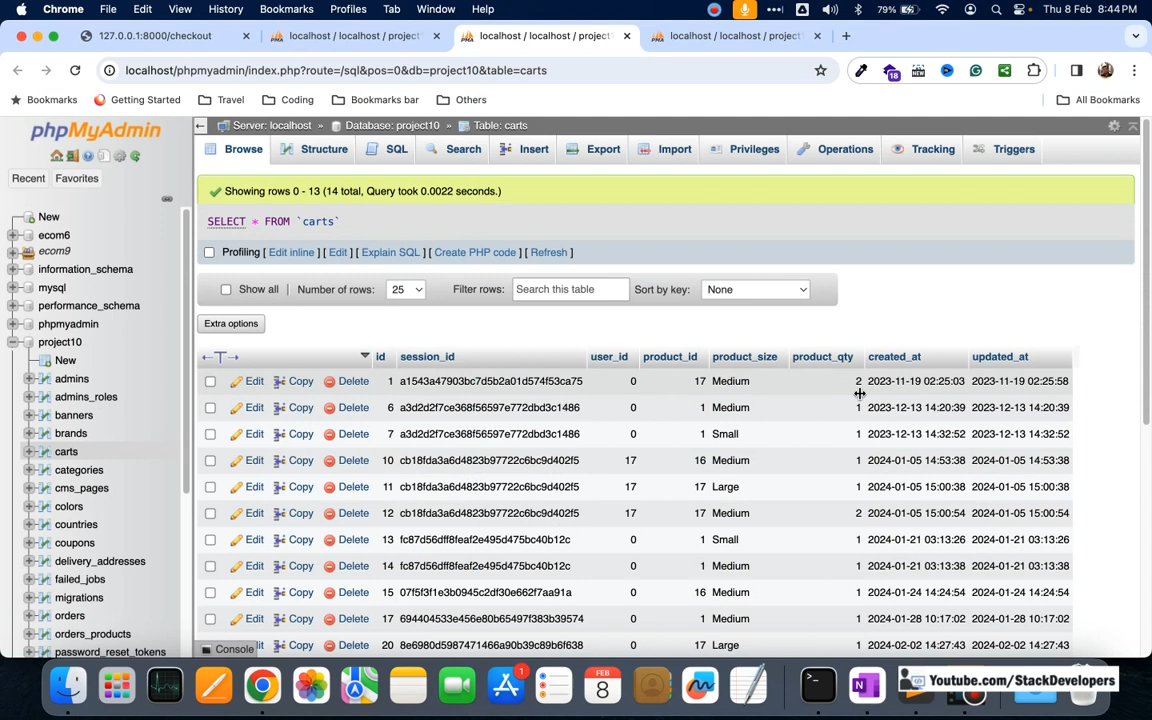 Chrome File Edit View History Bookmarks Profiles Tab Window Help 79% Thu 8 Feb 8:44PM
127.0.0.1:8000/checkout localhost / localhost / project localhost / localhost / project localhost / localhost / project
localhost/phpmyadmin/index.php?route=/sql&pos=0&db=project10&table=carts 18 NEW
Bookmarks Getting Started Travel Coding Bookmarks bar Others All Bookmarks
phpMyAdmin
Recent Favorites
New
ecom6
ecom9
information_schema
mysql
performance_schema
phpmyadmin
project10
New
admins
admins_roles
banners
brands
carts
categories
cms_pages
colors
countries
coupons
delivery_addresses
failed_jobs
migrations
orders
orders_products
password_reset_tokens
Server: localhost » Database: project10 » Table: carts
Browse Structure SQL Search Insert Export Import Privileges Operations Tracking Triggers
Showing rows 0 - 13 (14 total, Query took 0.0022 seconds.)
SELECT * FROM `carts`
Profiling [ Edit inline ] [ Edit ] [ Explain SQL ] [ Create PHP code ] [ Refresh ]
Show all | Number of rows: 25 Filter rows: Search this table Sort by key: None
Extra options
←T→ id session_id user_id product_id product_size product_qty created_at updated_at
Edit Copy Delete 1 a1543a47903bc7d5b2a01d574f53ca75 0 17 Medium 2 2023-11-19 02:25:03 2023-11-19 02:25:58
Edit Copy Delete 6 a3d2d2f7ce368f56597e772dbd3c1486 0 1 Medium 1 2023-12-13 14:20:39 2023-12-13 14:20:39
Edit Copy Delete 7 a3d2d2f7ce368f56597e772dbd3c1486 0 1 Small 1 2023-12-13 14:32:52 2023-12-13 14:32:52
Edit Copy Delete 10 cb18fda3a6d4823b97722c6bc9d402f5 17 16 Medium 1 2024-01-05 14:53:38 2024-01-05 14:53:38
Edit Copy Delete 11 cb18fda3a6d4823b97722c6bc9d402f5 17 17 Large 1 2024-01-05 15:00:38 2024-01-05 15:00:38
Edit Copy Delete 12 cb18fda3a6d4823b97722c6bc9d402f5 17 17 Medium 2 2024-01-05 15:00:54 2024-01-05 15:00:54
Edit Copy Delete 13 fc87d56dff8feaf2e495d475bc40b12c 0 1 Small 1 2024-01-21 03:13:26 2024-01-21 03:13:26
Edit Copy Delete 14 fc87d56dff8feaf2e495d475bc40b12c 0 1 Medium 1 2024-01-21 03:13:38 2024-01-21 03:13:38
Edit Copy Delete 15 07f5f3f1e3b0945c2df30e662f7aa91a 0 16 Medium 1 2024-01-24 14:24:54 2024-01-24 14:24:54
Edit Copy Delete 17 694404533e456e80b65497f383b39574 0 1 Medium 1 2024-01-28 10:17:02 2024-01-28 10:17:02
Copy Delete 20 8e6980d5987471466a90b39c89b6f638 0 17 Large 1 2024-02-02 14:27:43 2024-02-02 14:27:43
Console
FEB
8
1
Youtube.com/StackDevelopers